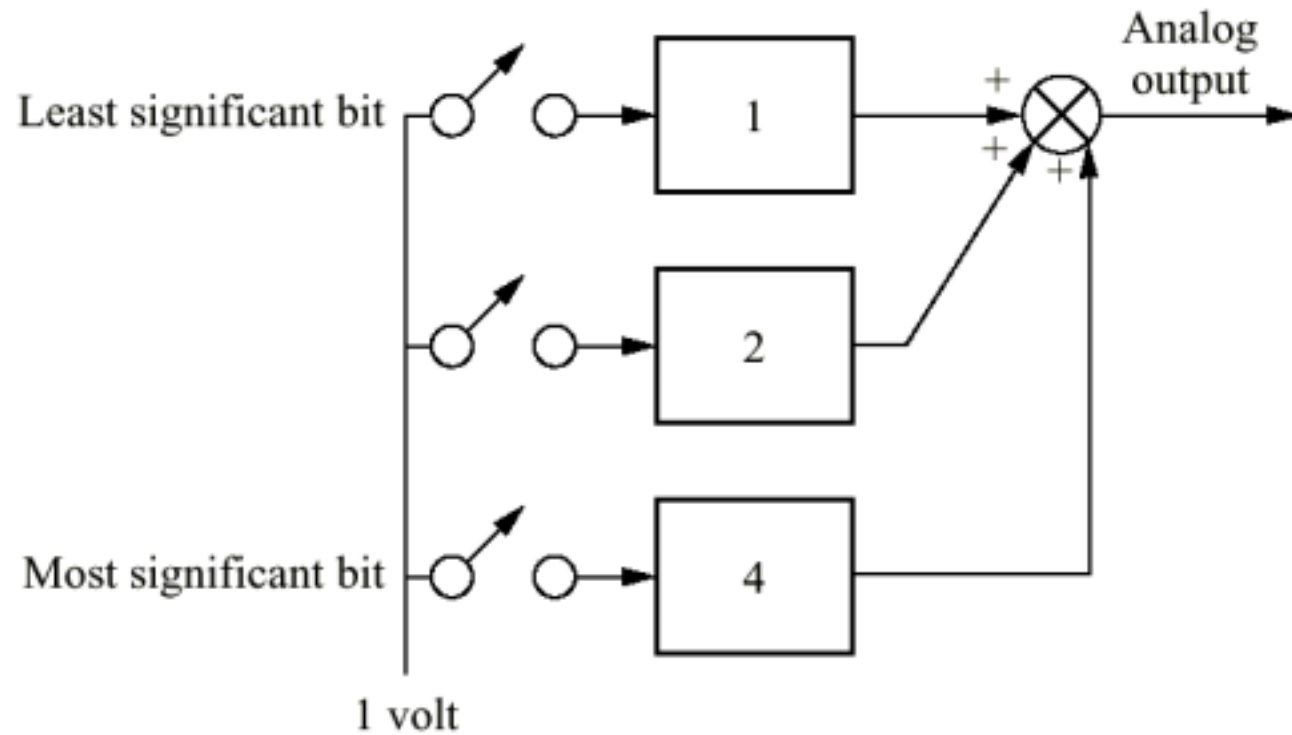 Analog
output
Least significant bit
+
1
+
+
2
Most significant bit
4
1 volt